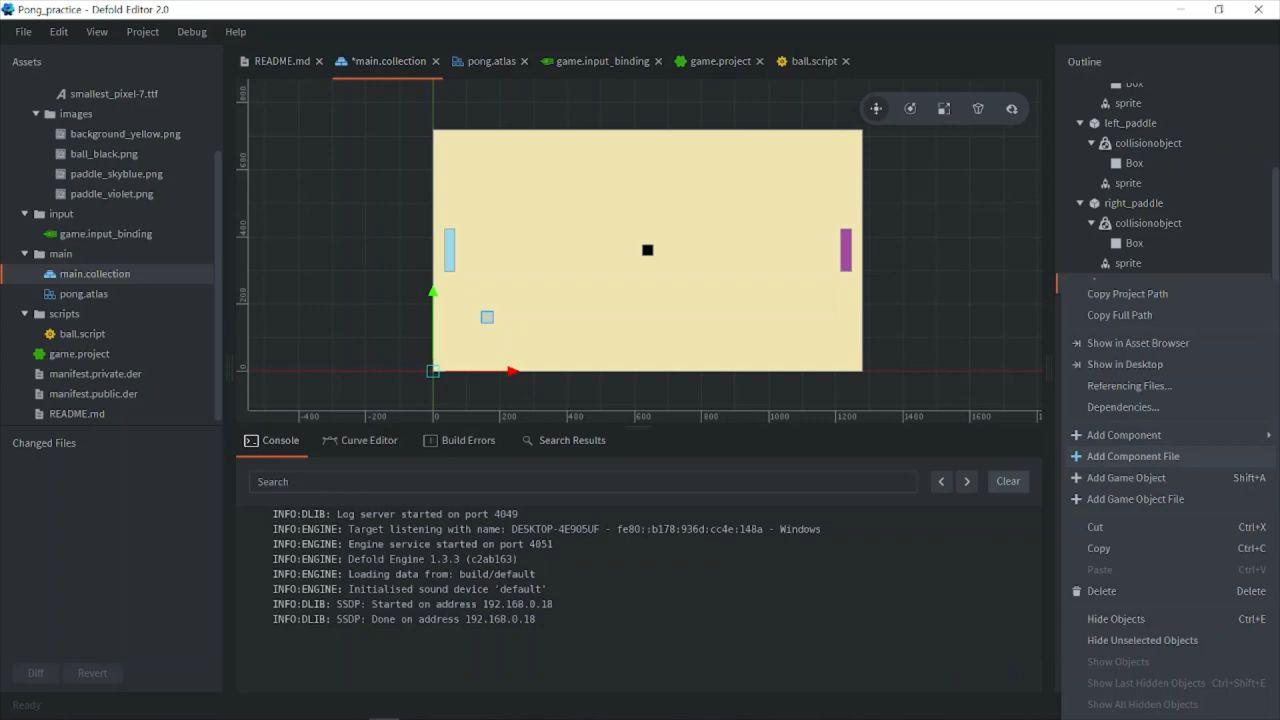 Pong_practice - Defold Editor 2.0
File Edit View Project Debug Help
Assets
smallest_pixel-7.ttf
images
background_yellow.png
ball_black.png
paddle_skyblue.png
paddle_violet.png
input
game.input_binding
main
main.collection
pong.atlas
scripts
ball.script
game.project
manifest.private.der
manifest.public.der
README.md
Changed Files
Diff Revert
Ready
README.md *main.collection pong.atlas game.input_binding game.project ball.script
800
600
400
200
0
-400 -200 0 200 400 600 800 1000 1200 1400 1600
Console Curve Editor Build Errors Search Results
Search Clear
INFO:DLIB: Log server started on port 4049
INFO:ENGINE: Target listening with name: DESKTOP-4E905UF - fe80::b178:936d:cc4e:148a - Windows
INFO:ENGINE: Engine service started on port 4051
INFO:ENGINE: Defold Engine 1.3.3 (c2ab163)
INFO:ENGINE: Loading data from: build/default
INFO:ENGINE: Initialised sound device 'default'
INFO:DLIB: SSDP: Started on address 192.168.0.18
INFO:DLIB: SSDP: Done on address 192.168.0.18
Outline
Box
sprite
left_paddle
collisionobject
Box
sprite
right_paddle
collisionobject
Box
sprite
Copy Project Path
Copy Full Path
Show in Asset Browser
Show in Desktop
Referencing Files...
Dependencies...
Add Component
Add Component File
Add Game Object Shift+A
Add Game Object File
Cut Ctrl+X
Copy Ctrl+C
Paste Ctrl+V
Delete Delete
Hide Objects Ctrl+E
Hide Unselected Objects
Show Objects
Show Last Hidden Objects Ctrl+Shift+E
Show All Hidden Objects